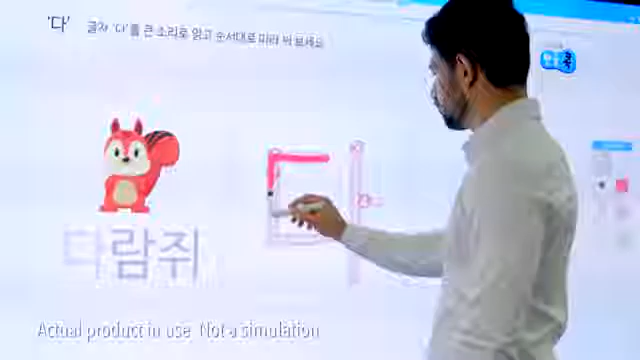 '다' 글자 '다'를 큰 소리로 읽고 순서대로 따라 써 보세요.
다람쥐
Actual product in use Not a simulation